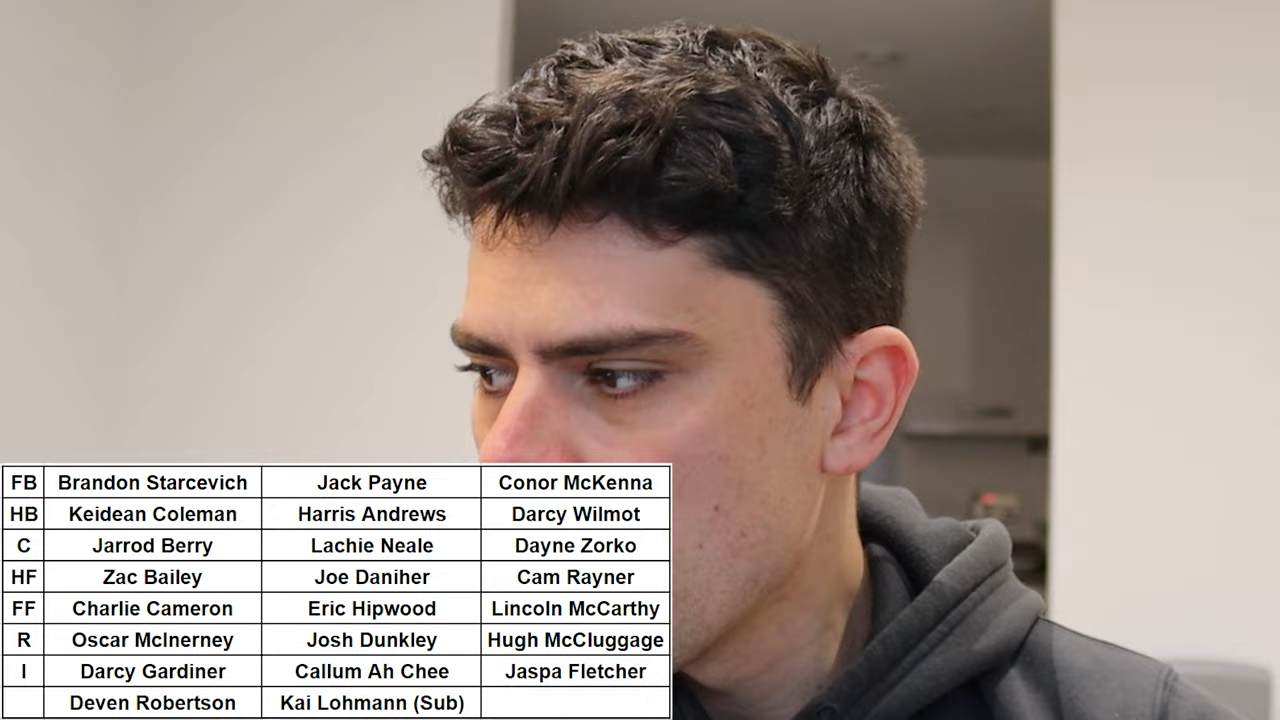 FB Brandon Starcevich Jack Payne Conor McKenna
HB Keidean Coleman Harris Andrews Darcy Wilmot
C Jarrod Berry Lachie Neale Dayne Zorko
HF Zac Bailey Joe Daniher Cam Rayner
FF Charlie Cameron Eric Hipwood Lincoln McCarthy
R Oscar McInerney Josh Dunkley Hugh McCluggage
I Darcy Gardiner Callum Ah Chee Jaspa Fletcher
Deven Robertson Kai Lohmann (Sub)